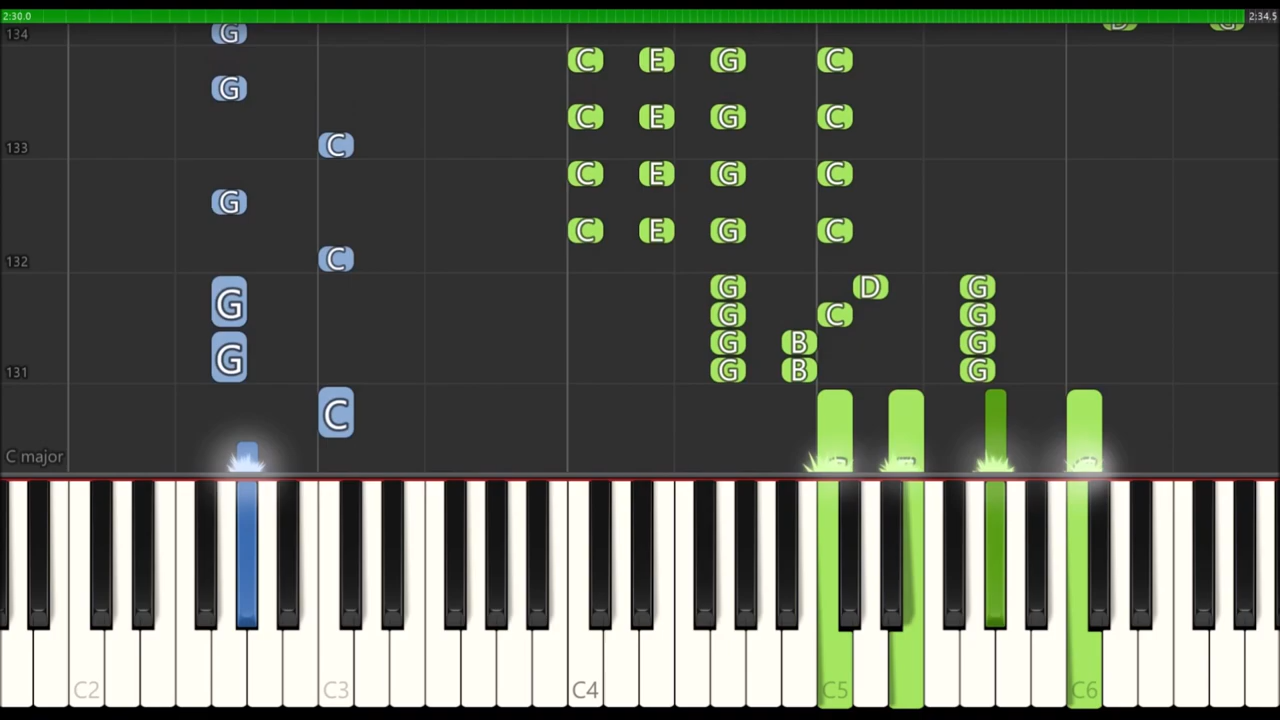 2:30.0 2:34.5
134 G D G
C E G C
G
C E G C
133 C
C E G C
G
C E G C
132 C
G G D G
G C G
G G B G
131 G B G
C
C major
C2 C3 C4 C5 C6